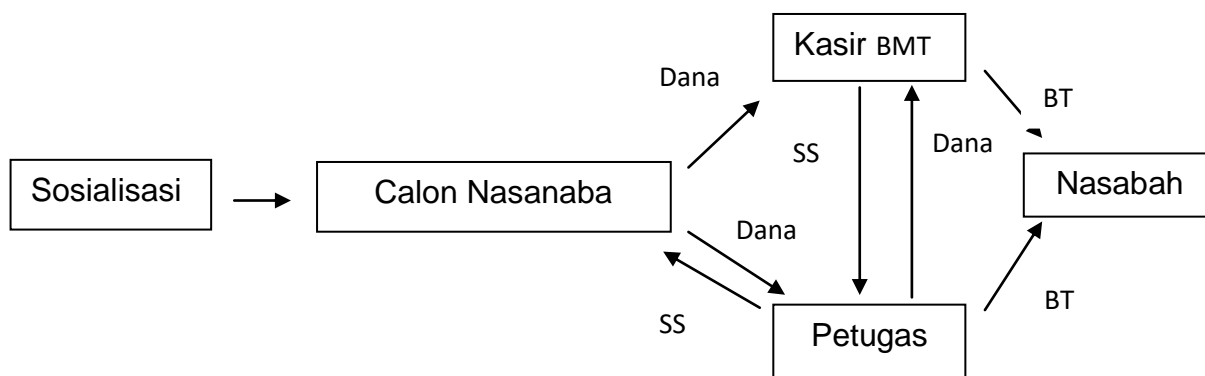 Kasir BMT
Dana
BT
SS
Dana
Sosialisasi
Calon Nasanaba
Nasabah
Dana
SS
Petugas
BT